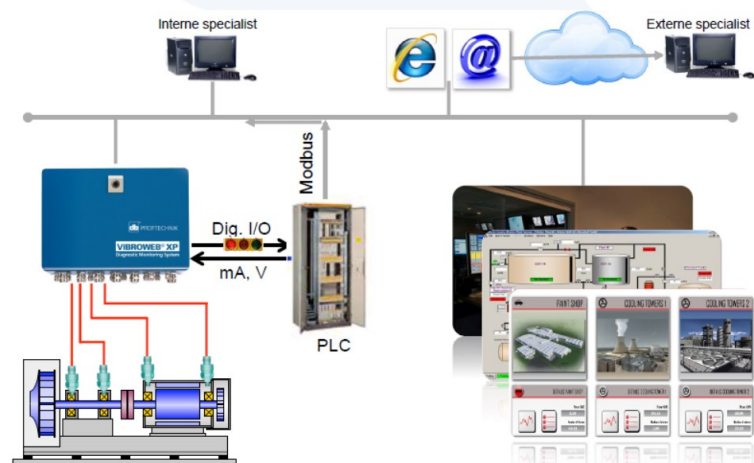 Interne specialist
Externe specialist
Modbus
PRÜFTECHNIK
VIBROWEB® XP
Diagnostic Monitoring System
Dig. I/O
mA, V
PLC
PAINT SHOP
COOLING TOWERS 1
COOLING TOWERS 2